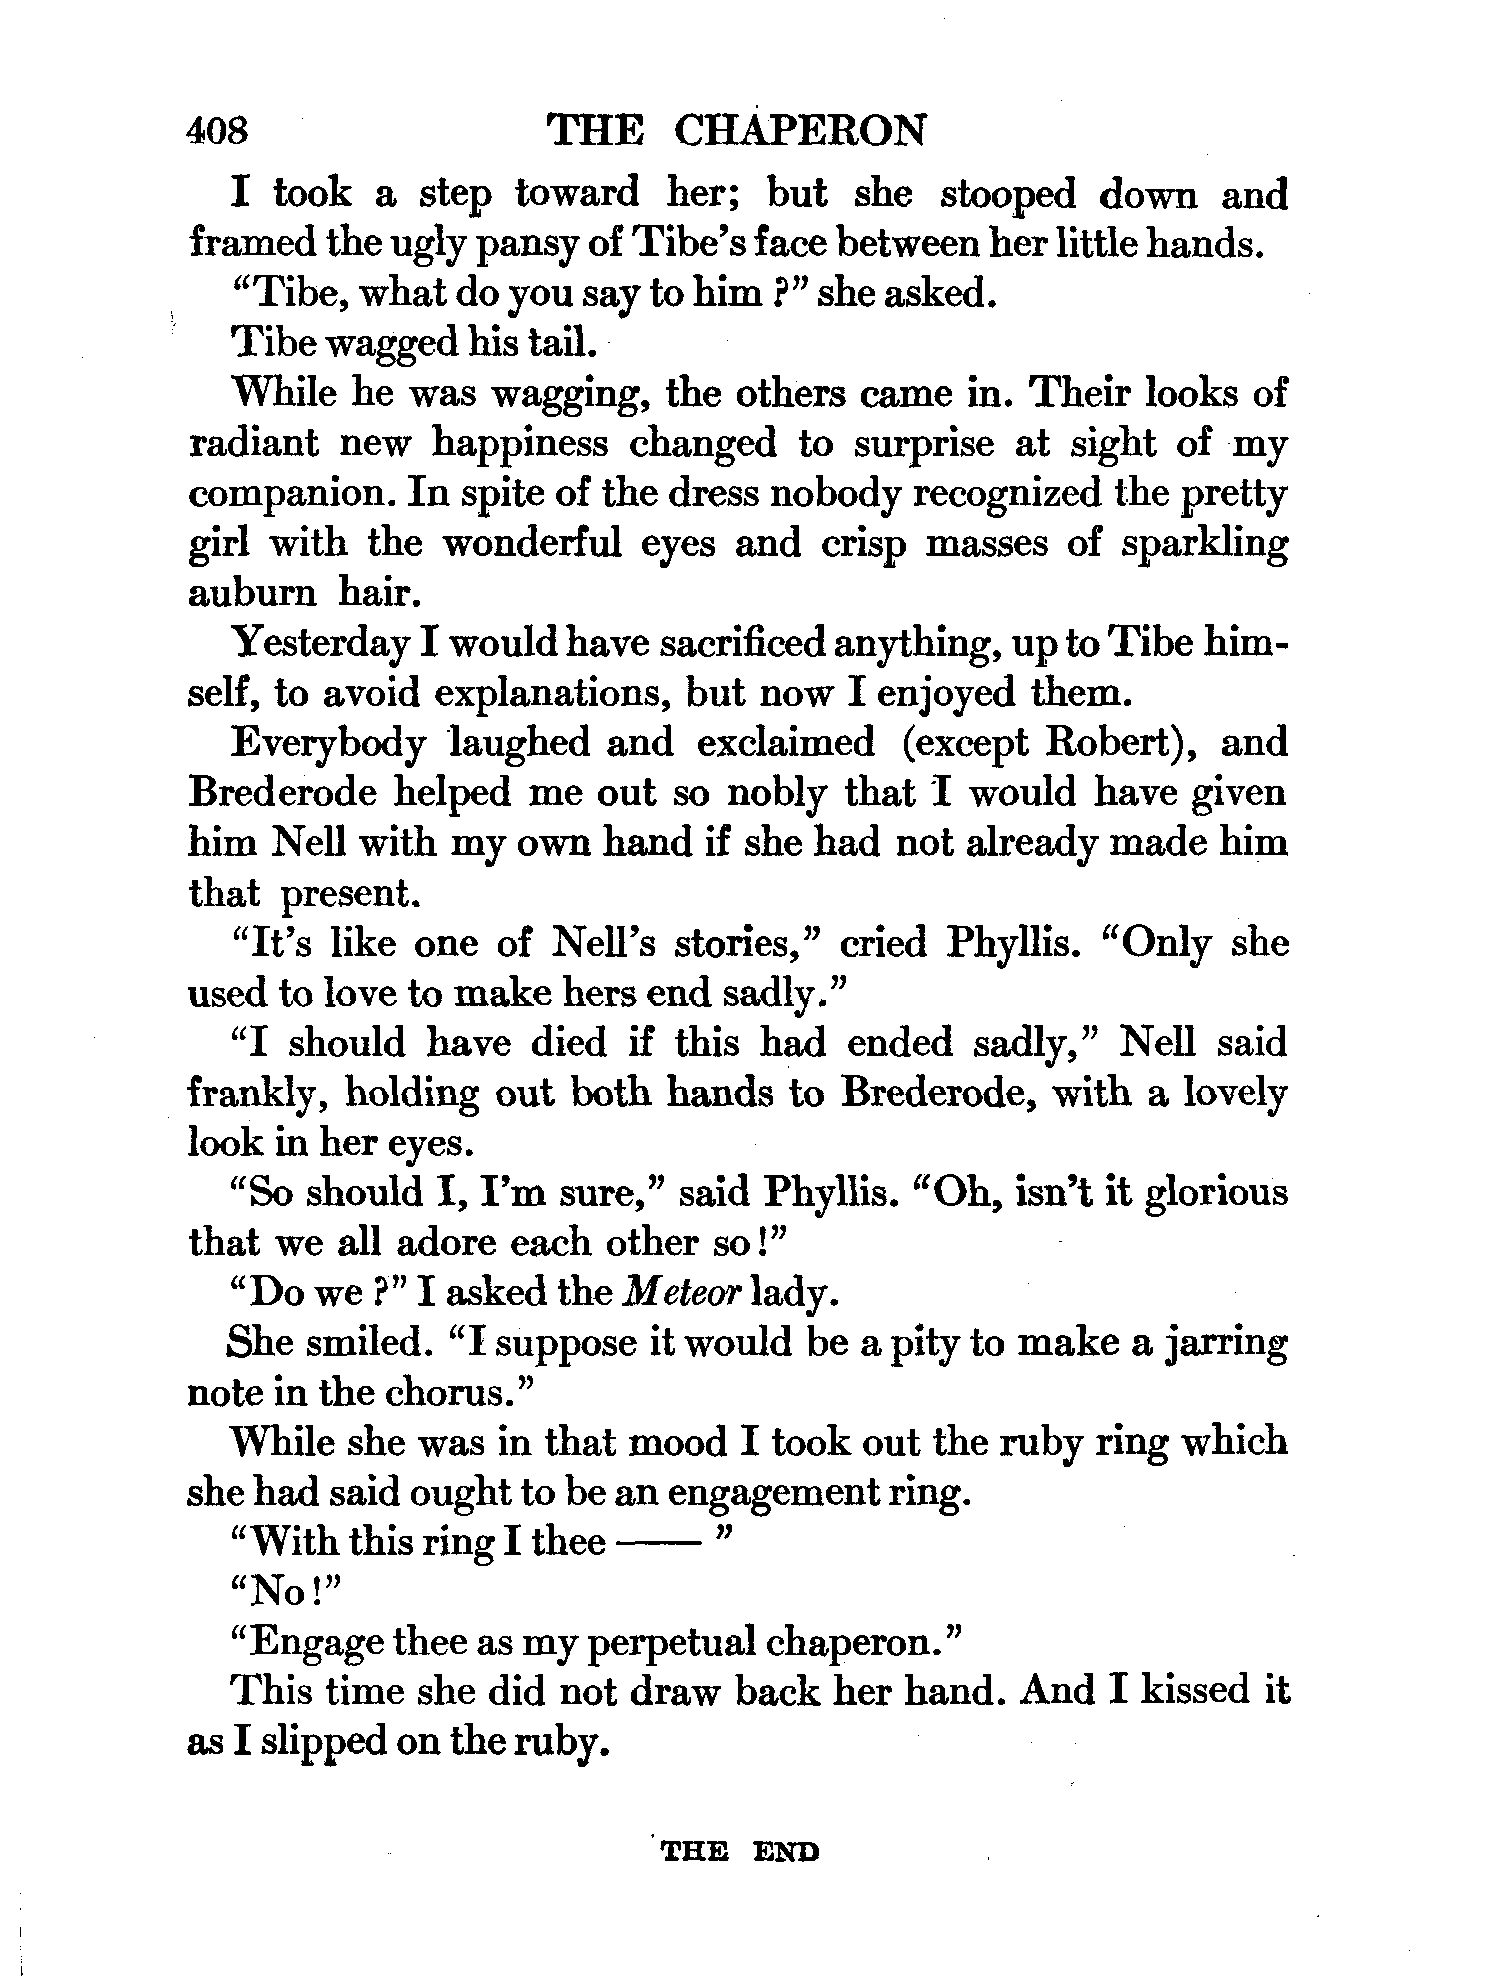 408 THE CHAPERON
I took a step toward her; but she stooped down and
framed the ugly pansy of Tibe's face between her little hands.
"Tibe, what do you say to him?" she asked.
Tibe wagged his tail.
While he was wagging, the others came in. Their looks of
radiant new happiness changed to surprise at sight of my
companion. In spite of the dress nobody recognized the pretty
girl with the wonderful eyes and crisp masses of sparkling
auburn hair.
Yesterday I would have sacrificed anything, up to Tibe him-
self, to avoid explanations, but now I enjoyed them.
Everybody laughed and exclaimed (except Robert), and
Brederode helped me out so nobly that I would have given
him Nell with my own hand if she had not already made him
that present.
"It's like one of Nell's stories," cried Phyllis. "Only she
used to love to make hers end sadly."
"I should have died if this had ended sadly," Nell said
frankly, holding out both hands to Brederode, with a lovely
look in her eyes.
"So should I, I'm sure," said Phyllis. "Oh, isn't it glorious
that we all adore each other so!"
"Do we?" I asked the Meteor lady.
She smiled. "I suppose it would be a pity to make a jarring
note in the chorus."
While she was in that mood I took out the ruby ring which
she had said ought to be an engagement ring.
"With this ring I thee —— "
"No!"
"Engage thee as my perpetual chaperon."
This time she did not draw back her hand. And I kissed it
as I slipped on the ruby.
THE END